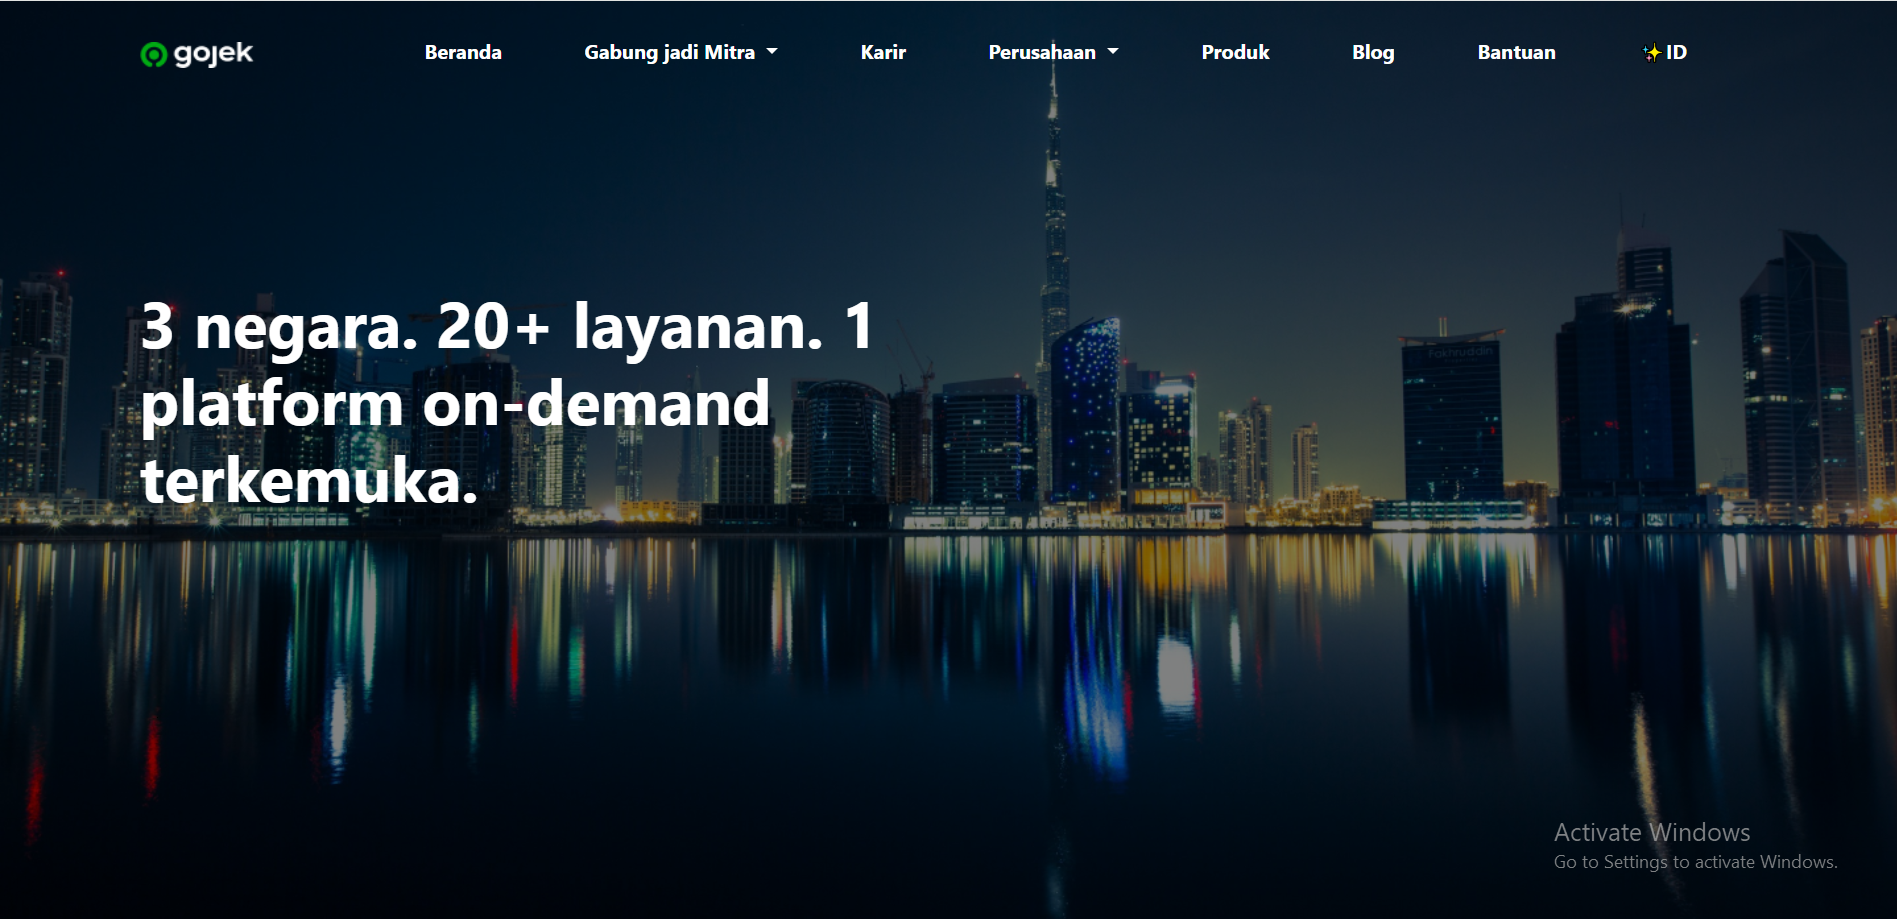 gojek
Beranda
Gabung jadi Mitra
Karir
Perusahaan
Produk
Blog
Bantuan
✨ID
3 negara. 20+ layanan. 1
platform on-demand
terkemuka.
Fakhruddin
Activate Windows
Go to Settings to activate Windows.